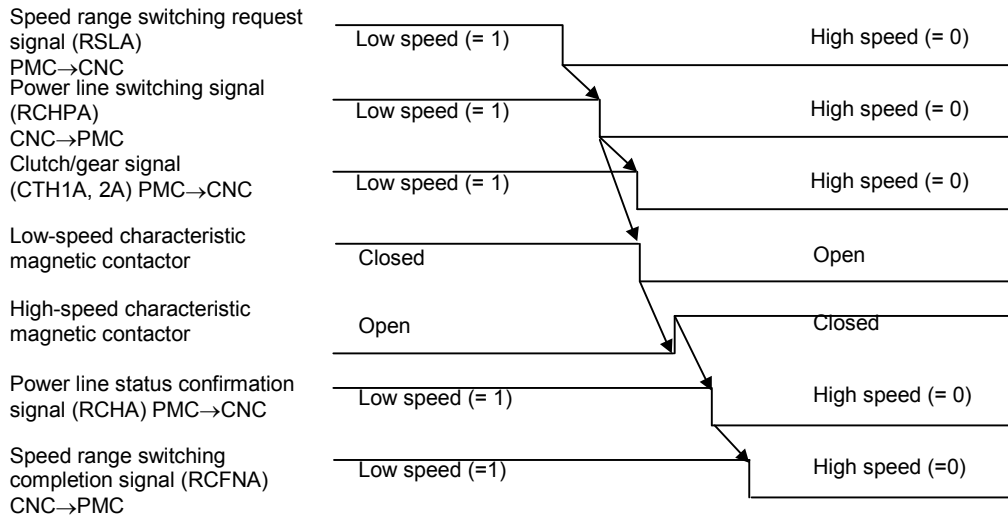 Speed range switching request
signal (RSLA)
PMC→CNC
Low speed (= 1)
High speed (= 0)
Power line switching signal
(RCHPA)
CNC→PMC
Low speed (= 1)
High speed (= 0)
Clutch/gear signal
(CTH1A, 2A) PMC→CNC
Low speed (= 1)
High speed (= 0)
Low-speed characteristic
magnetic contactor
Closed
Open
High-speed characteristic
magnetic contactor
Open
Closed
Power line status confirmation
signal (RCHA) PMC→CNC
Low speed (= 1)
High speed (= 0)
Speed range switching
completion signal (RCFNA)
CNC→PMC
Low speed (=1)
High speed (=0)